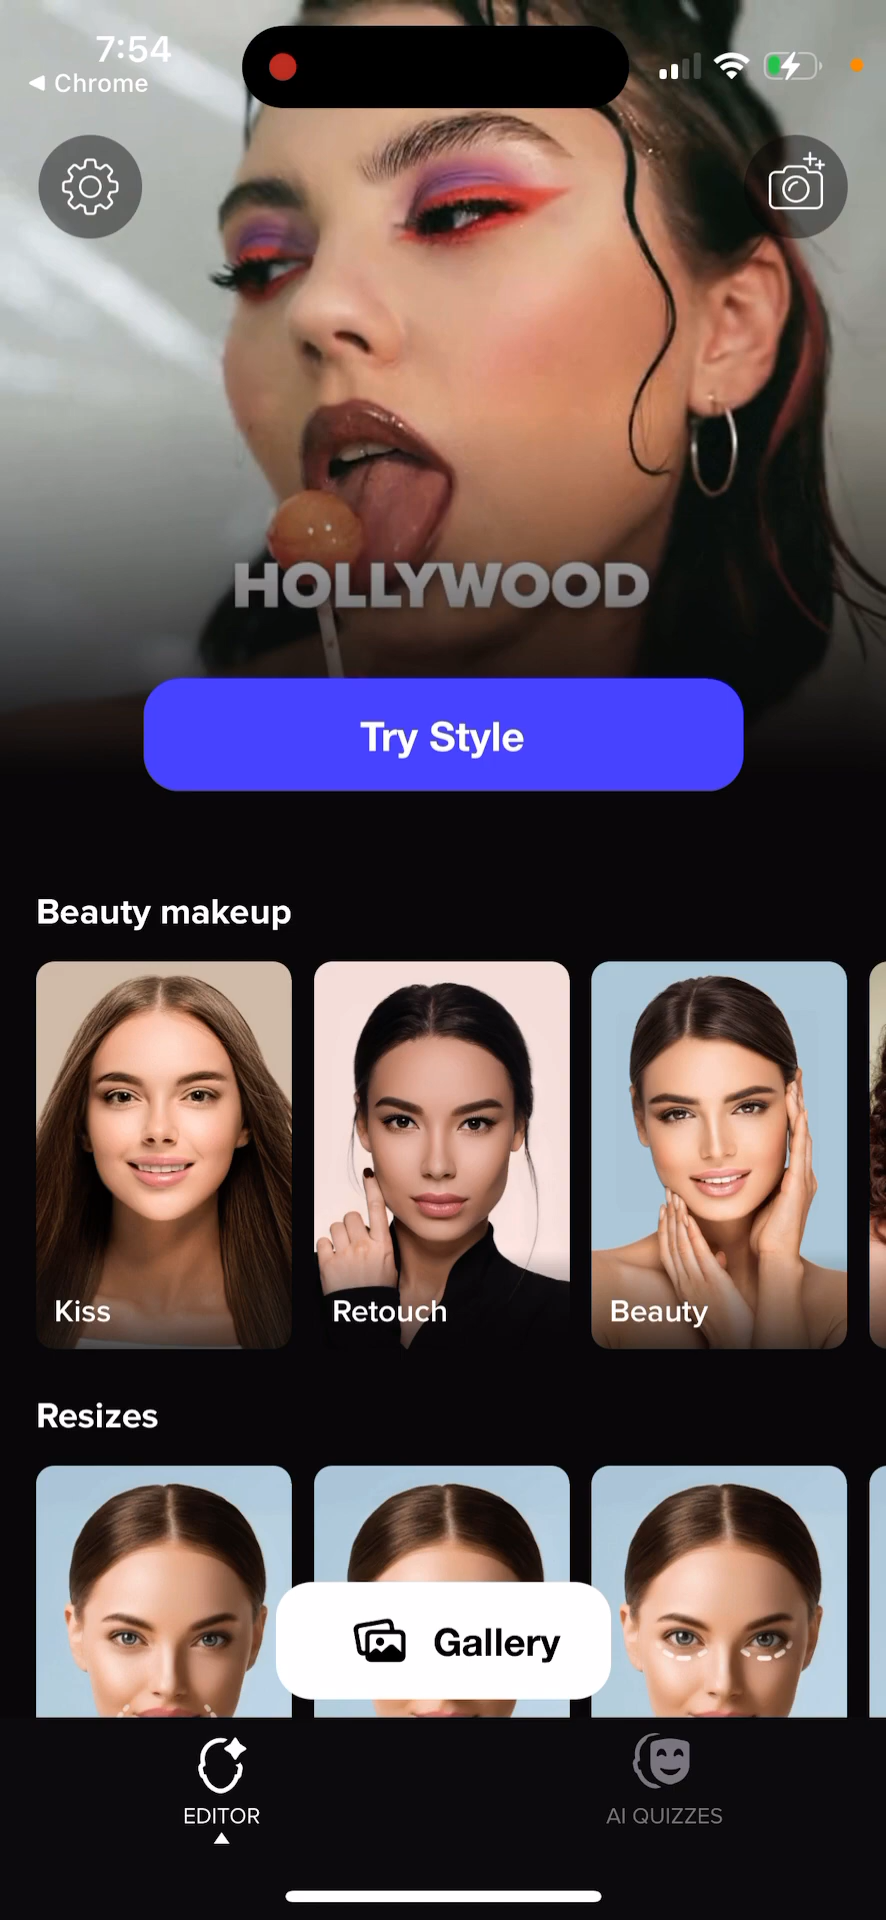 7:54
Chrome
HOLLYWOOD
Try Style
Beauty makeup
Kiss
Retouch
Beauty
Resizes
Gallery
EDITOR
AI QUIZZES